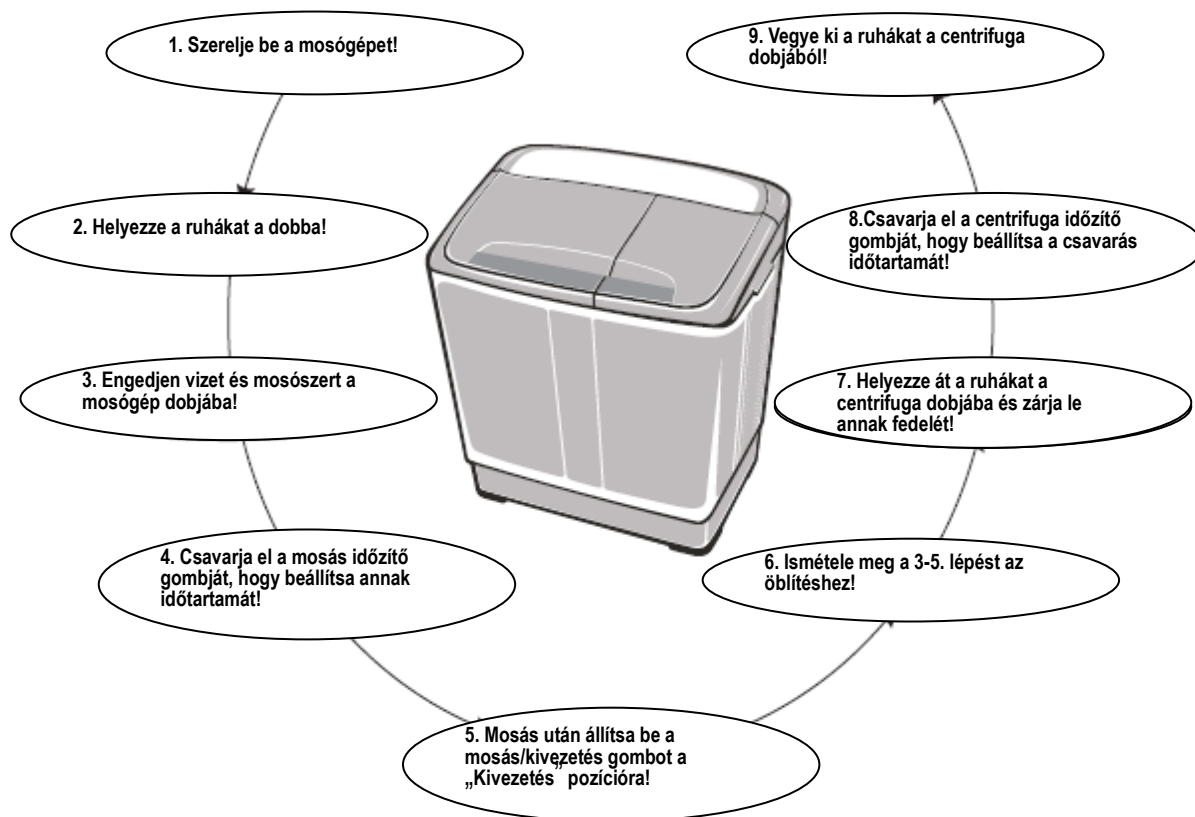 1. Szerelje be a mosógépet!
2. Helyezze a ruhákat a dobba!
3. Engedjen vizet és mosószert a
mosógép dobjába!
4. Csavarja el a mosás időzítő
gombját, hogy beállítsa annak
időtartamát!
5. Mosás után állítsa be a
mosás/kivezetés gombot a
„Kivezetés” pozícióra!
6. Ismétele meg a 3-5. lépést az
öblítéshez!
7. Helyezze át a ruhákat a
centrifuga dobjába és zárja le
annak fedelét!
8.Csavarja el a centrifuga időzítő
gombját, hogy beállítsa a csavarás
időtartamát!
9. Vegye ki a ruhákat a centrifuga
dobjából!